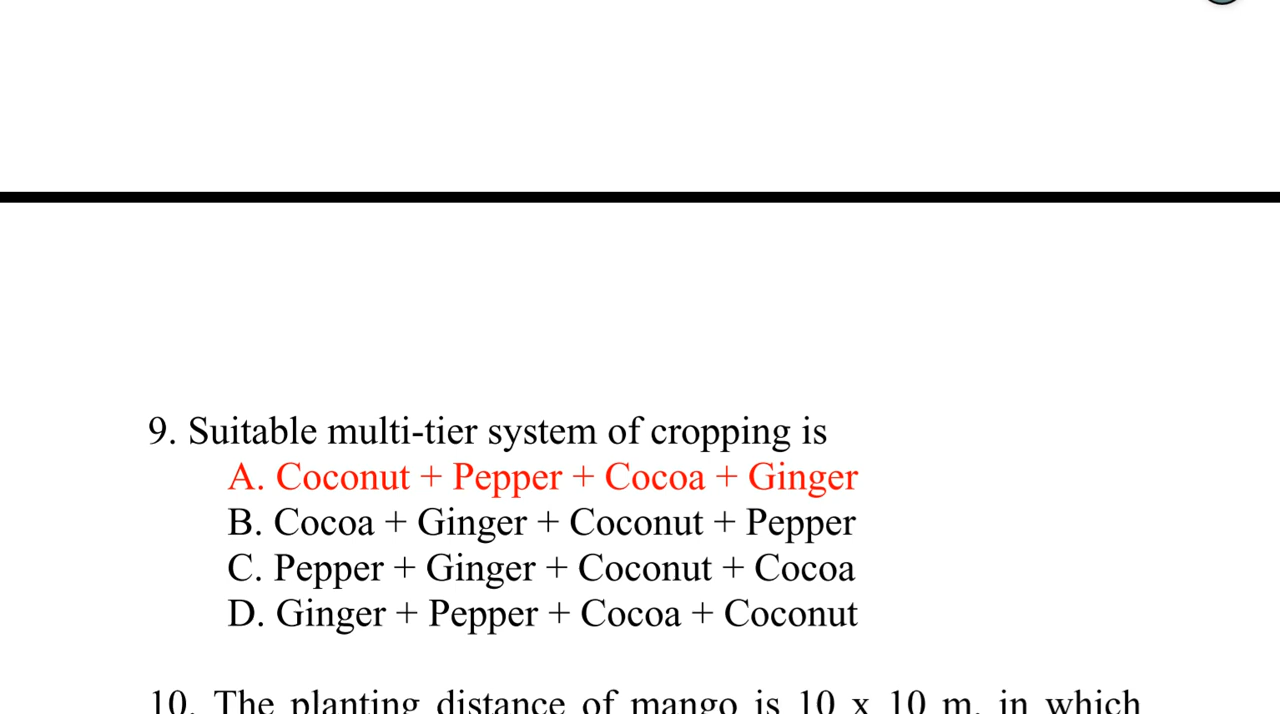 9. Suitable multi-tier system of cropping is
A. Coconut + Pepper + Cocoa + Ginger
B. Cocoa + Ginger + Coconut + Pepper
C. Pepper + Ginger + Coconut + Cocoa
D. Ginger + Pepper + Cocoa + Coconut
10. The planting distance of mango is 10 x 10 m, in which